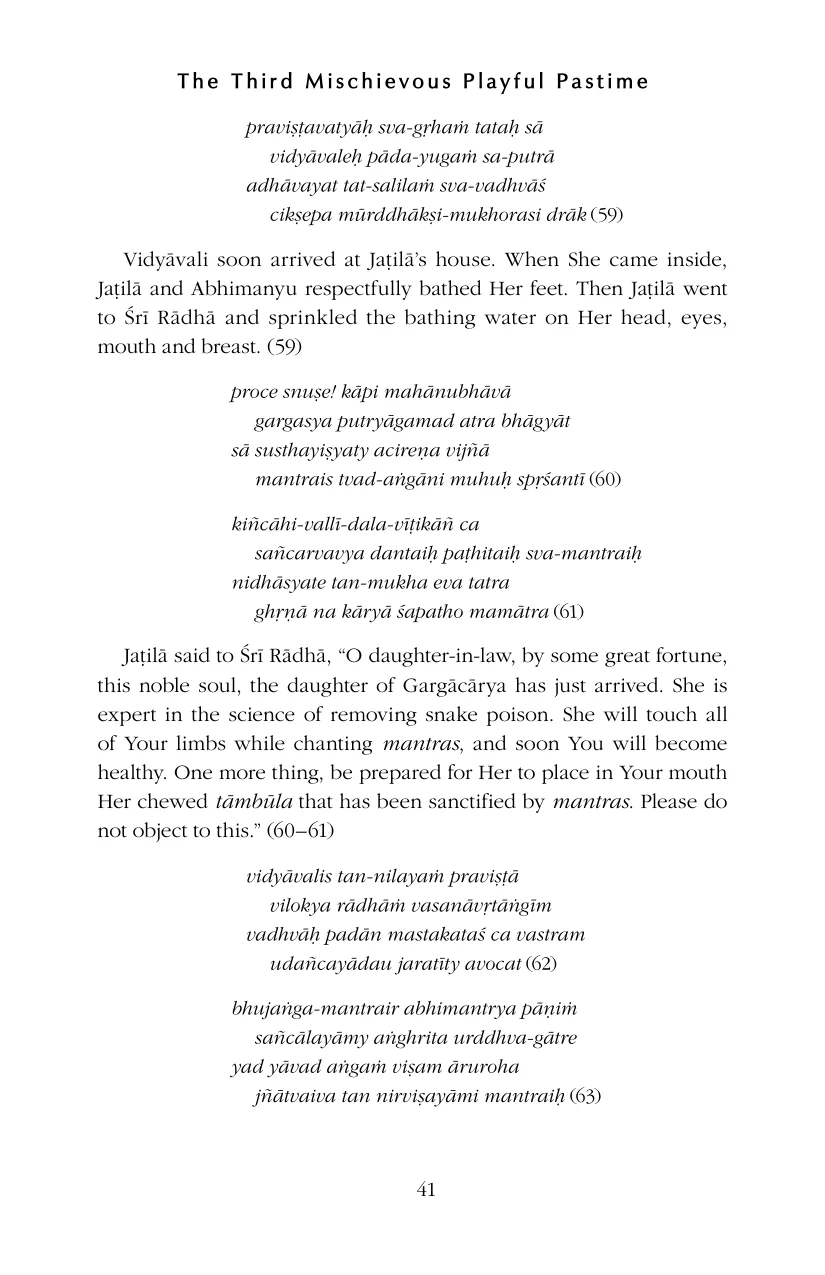 The Third Mischievous Playful Pastime
praviṣṭavatyāḥ sva-gṛhaṁ tataḥ sā
vidyāvaleḥ pāda-yugaṁ sa-putrā
adhāvayat tat-salilaṁ sva-vadhvāś
cikṣepa mūrddhākṣi-mukhorasi drāk (59)
Vidyāvali soon arrived at Jaṭilā’s house. When She came inside,
Jaṭilā and Abhimanyu respectfully bathed Her feet. Then Jaṭilā went
to Śrī Rādhā and sprinkled the bathing water on Her head, eyes,
mouth and breast. (59)
proce snuṣe! kāpi mahānubhāvā
gargasya putryāgamad atra bhāgyāt
sā susthayiṣyaty acireṇa vijñā
mantrais tvad-aṅgāni muhuḥ spṛśantī (60)
kiñcāhi-vallī-dala-vīṭikāñ ca
sañcarvavya dantaiḥ paṭhitaiḥ sva-mantraiḥ
nidhāsyate tan-mukha eva tatra
ghṛṇā na kāryā śapatho mamātra (61)
Jaṭilā said to Śrī Rādhā, “O daughter-in-law, by some great fortune,
this noble soul, the daughter of Gargācārya has just arrived. She is
expert in the science of removing snake poison. She will touch all
of Your limbs while chanting mantras, and soon You will become
healthy. One more thing, be prepared for Her to place in Your mouth
Her chewed tāmbūla that has been sanctified by mantras. Please do
not object to this.” (60–61)
vidyāvalis tan-nilayaṁ praviṣṭā
vilokya rādhāṁ vasanāvṛtāṅgīm
vadhvāḥ padān mastakataś ca vastram
udañcayādau jaratīty avocat (62)
bhujaṅga-mantrair abhimantrya pāṇiṁ
sañcālayāmy aṅghrita urddhva-gātre
yad yāvad aṅgaṁ viṣam āruroha
jñātvaiva tan nirviṣayāmi mantraiḥ (63)
41